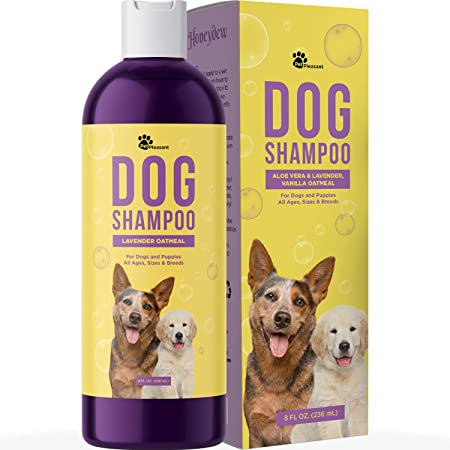 PetPleasant
DOG
SHAMPOO
LAVENDER OATMEAL
For Dogs and Puppies
All Ages, Sizes & Breeds
8 FL OZ. (236 mL)
Honeydew
PetPleasant
DOG
SHAMPOO
ALOE VERA & LAVENDER,
VANILLA OATMEAL
For Dogs and Puppies
All Ages, Sizes & Breeds
8 FL OZ. (236 mL)